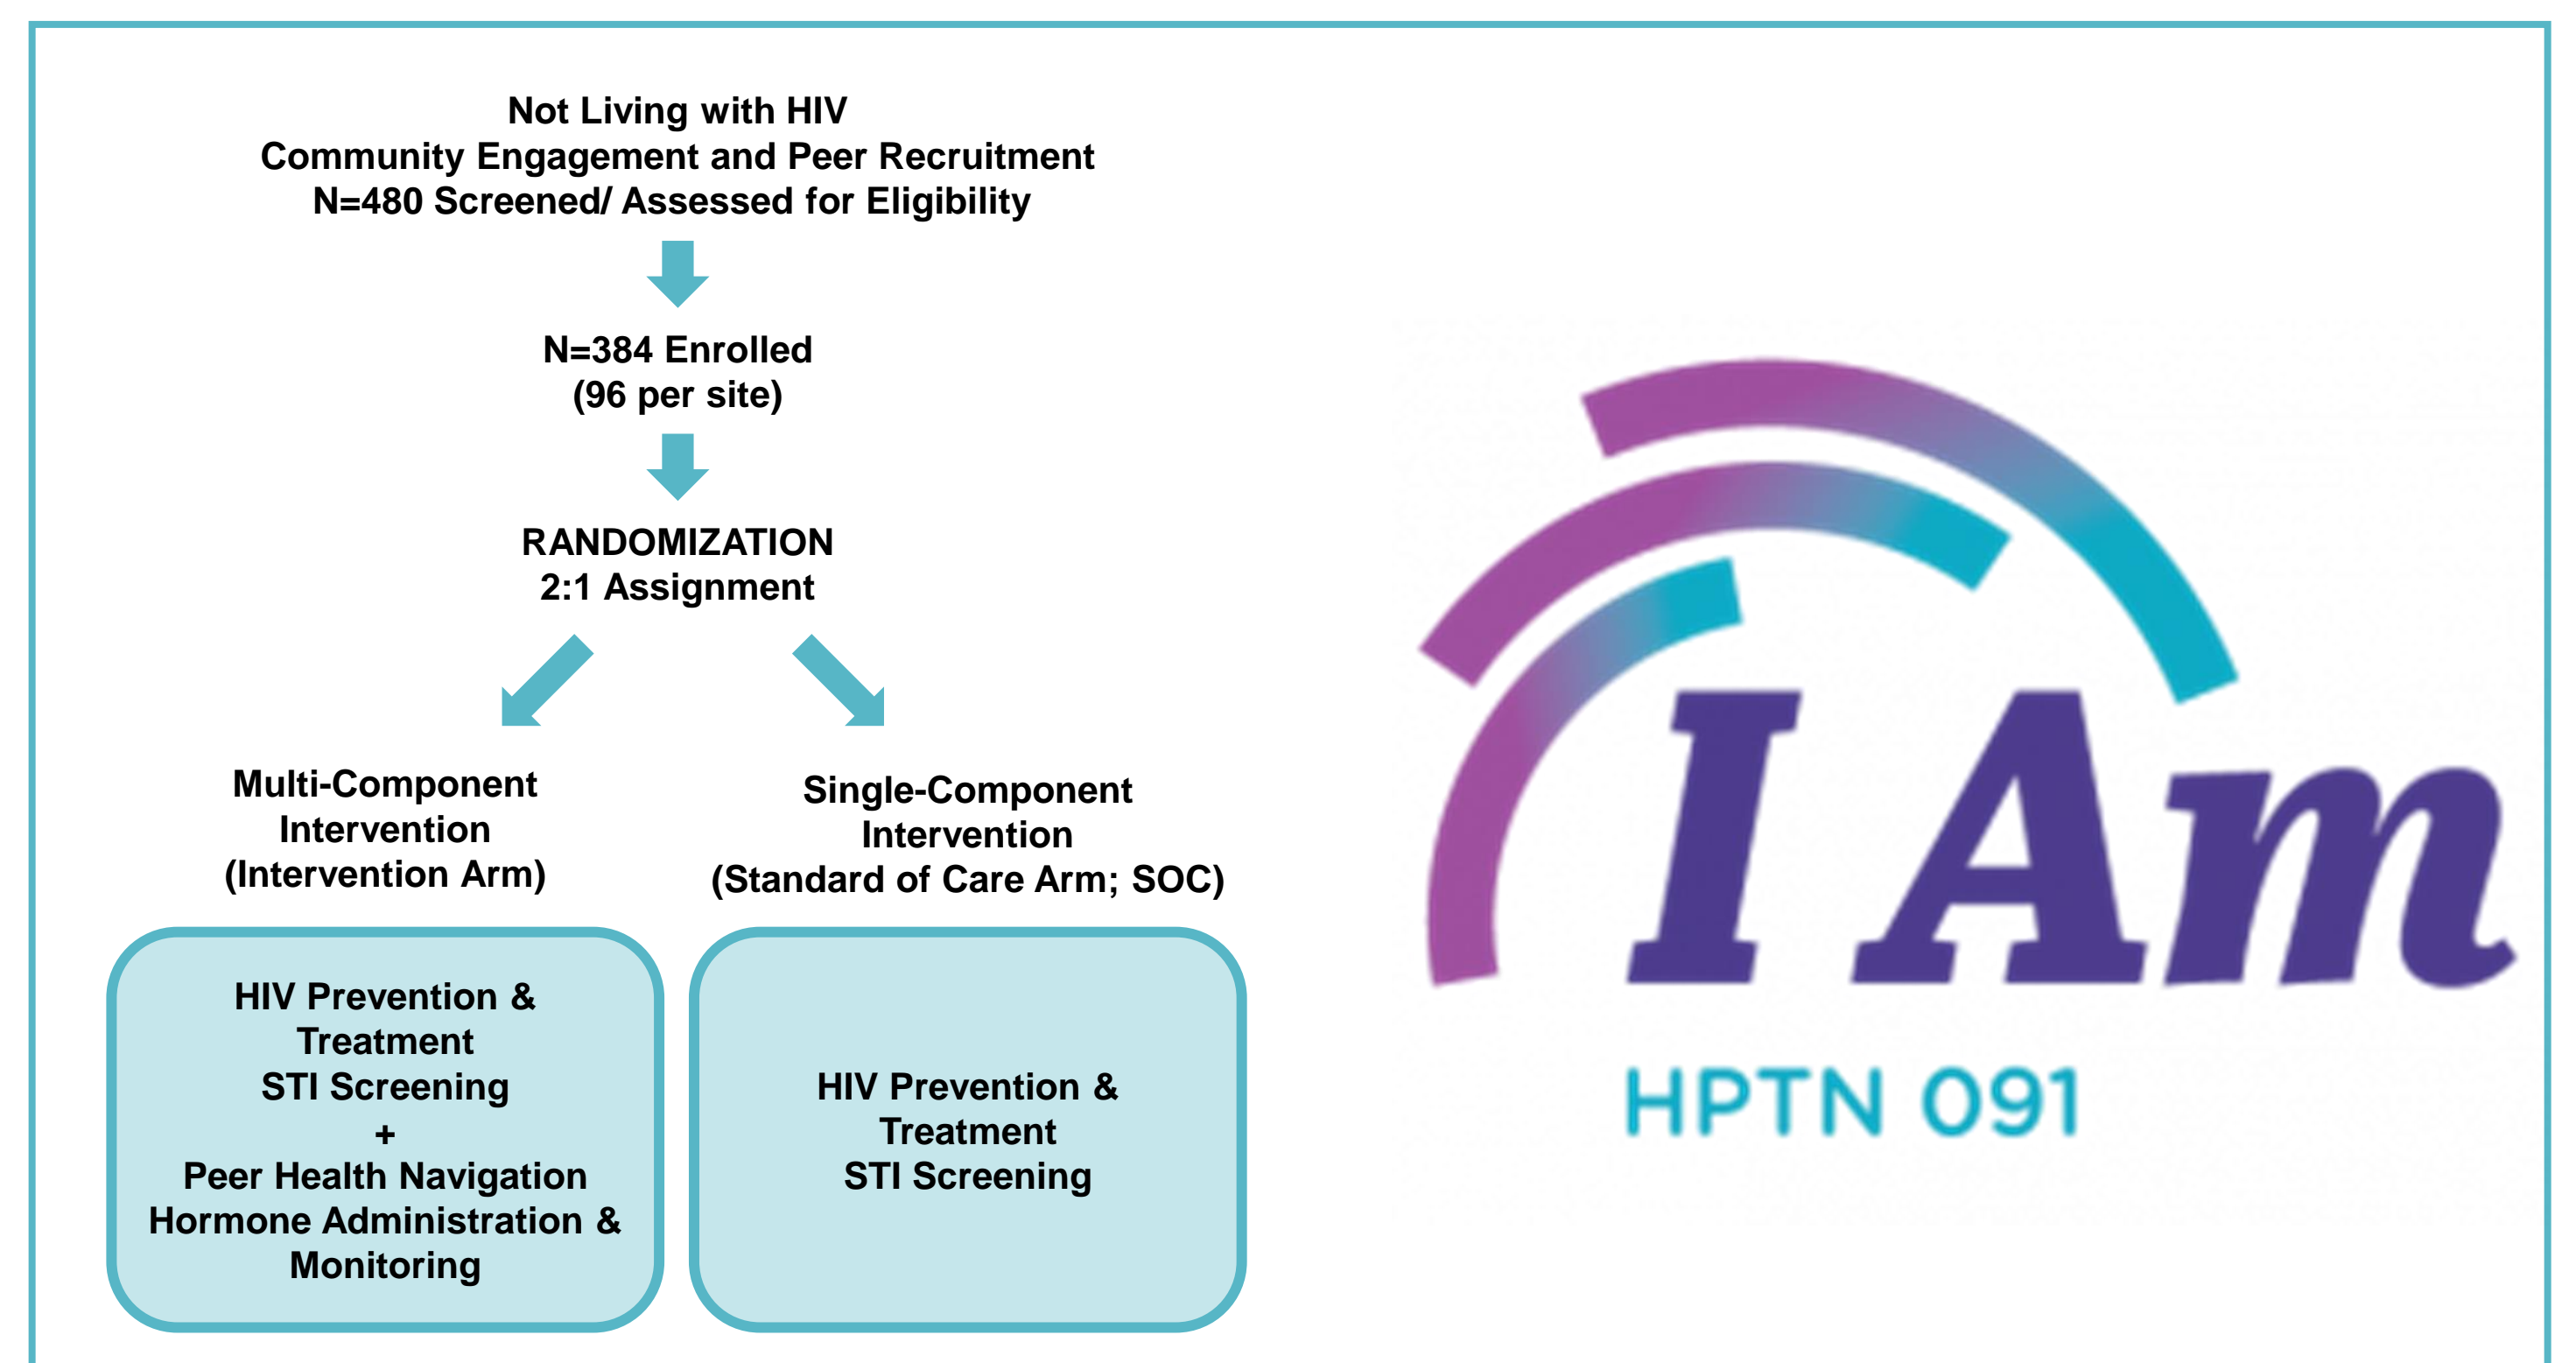 Not Living with HIV
Community Engagement and Peer Recruitment
N=480 Screened/ Assessed for Eligibility
N=384 Enrolled
(96 per site)
RANDOMIZATION
2:1 Assignment
Multi-Component
Intervention
(Intervention Arm)
Single-Component
Intervention
(Standard of Care Arm; SOC)
HIV Prevention &
Treatment
STI Screening
+
Peer Health Navigation
Hormone Administration &
Monitoring
HIV Prevention &
Treatment
STI Screening
I Am
HPTN 091